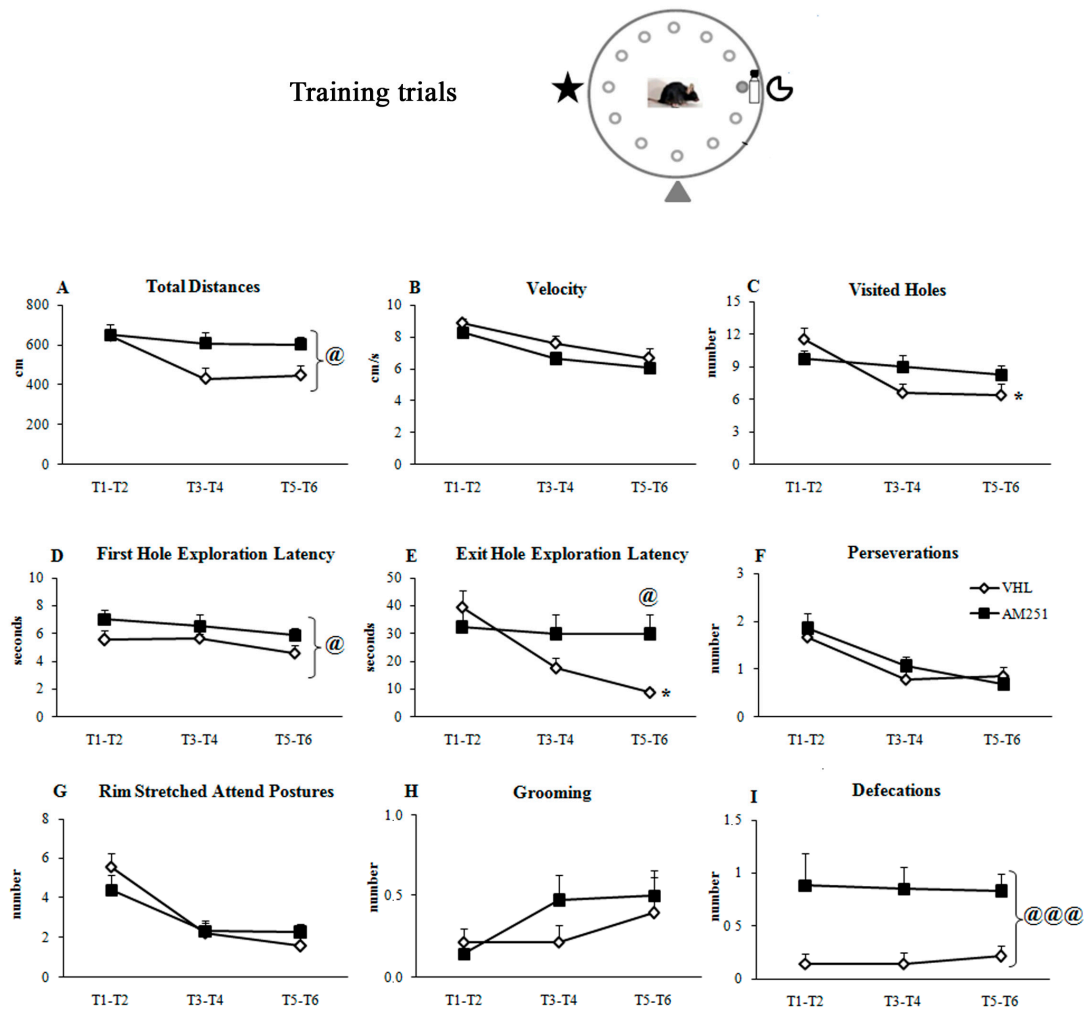 Training trials
A Total Distances
800
600
400
200
0
cm
@
T1-T2 T3-T4 T5-T6
B Velocity
10
8
6
4
2
0
cm/s
T1-T2 T3-T4 T5-T6
C Visited Holes
15
12
9
6
3
0
number
*
T1-T2 T3-T4 T5-T6
D First Hole Exploration Latency
10
8
6
4
2
0
seconds
@
T1-T2 T3-T4 T5-T6
E Exit Hole Exploration Latency
50
40
30
20
10
0
seconds
@
*
T1-T2 T3-T4 T5-T6
F Perseverations
3
2
1
0
number
VHL
AM251
T1-T2 T3-T4 T5-T6
G Rim Stretched Attend Postures
8
6
4
2
0
number
T1-T2 T3-T4 T5-T6
H Grooming
1.0
0.5
0.0
number
T1-T2 T3-T4 T5-T6
I Defecations
1.5
1
0 5
0
number
@@@
T1-T2 T3-T4 T5-T6